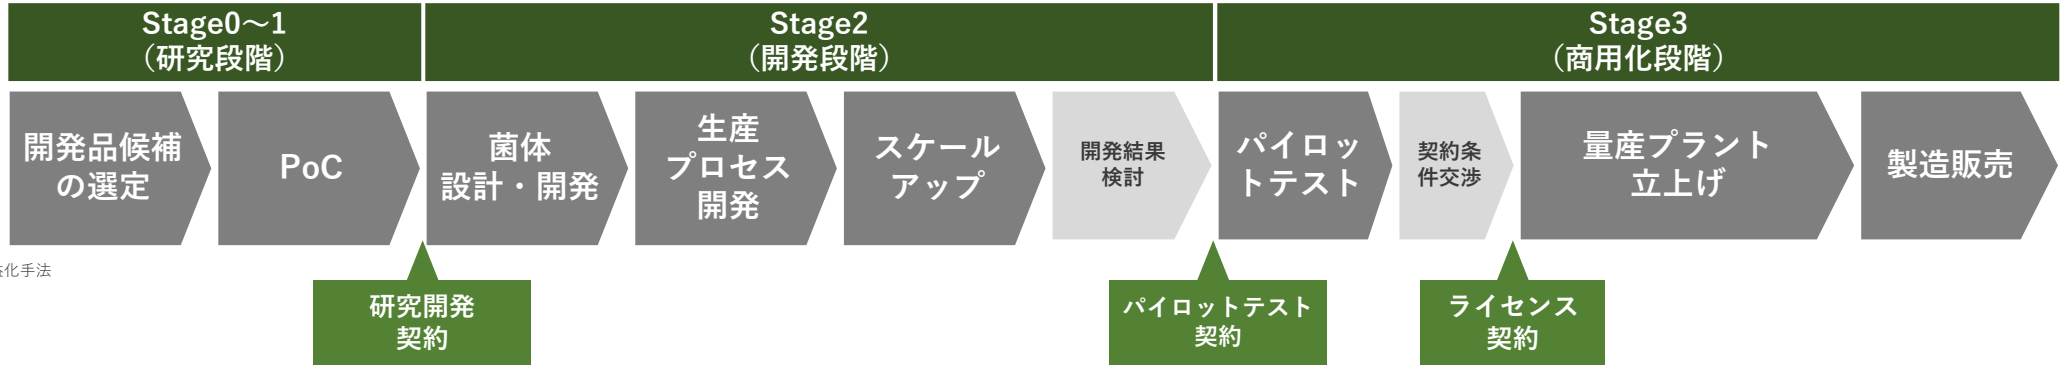 Stage0～1
（研究段階）
Stage2
（開発段階）
Stage3
（商用化段階）
開発品候補
の選定
PoC
菌体
設計・開発
生産
プロセス
開発
スケール
アップ
開発結果
検討
パイロッ
トテスト
契約条
件交渉
量産プラント
立上げ
製造販売
化手法
研究開発
契約
パイロットテスト
契約
ライセンス
契約